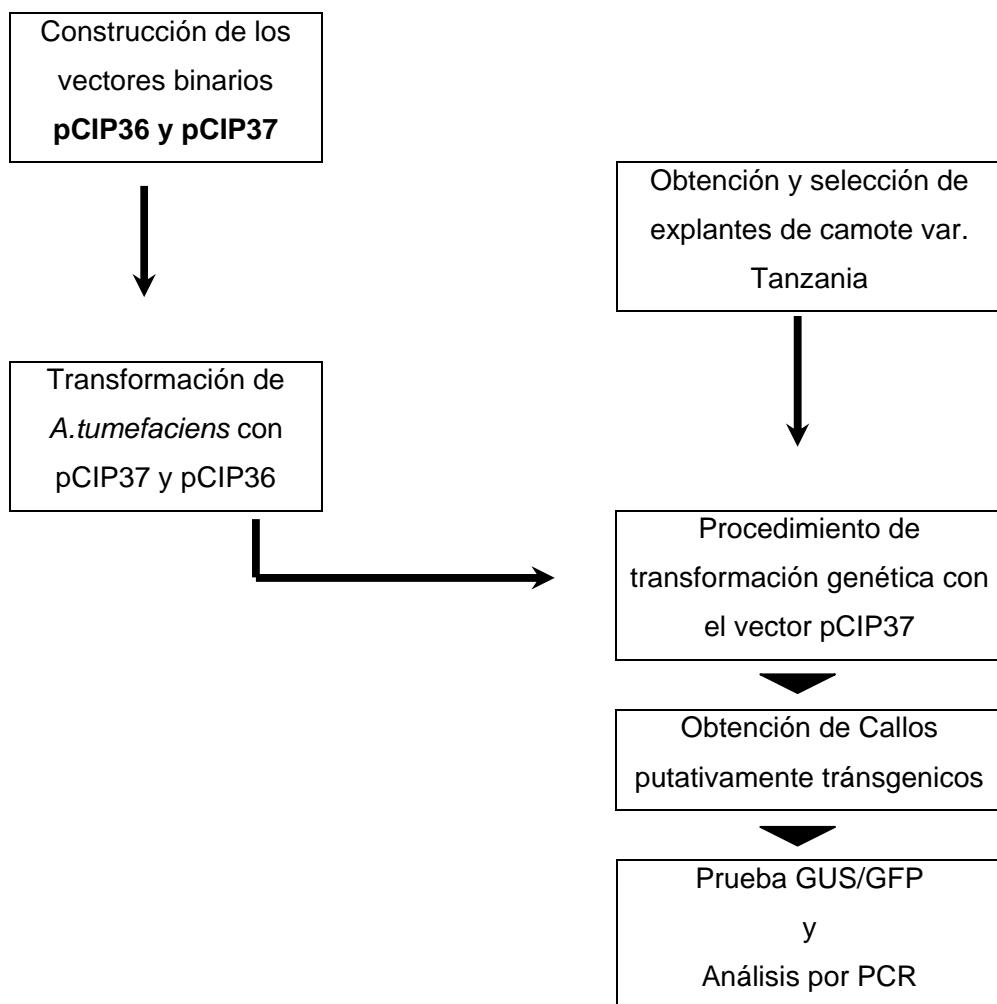 Construcción de los
vectores binarios
pCIP36 y pCIP37
Obtención y selección de
explantes de camote var.
Tanzania
Transformación de
A.tumefaciens con
pCIP37 y pCIP36
Procedimiento de
transformación genética con
el vector pCIP37
Obtención de Callos
putativamente tránsgenicos
Prueba GUS/GFP
y
Análisis por PCR